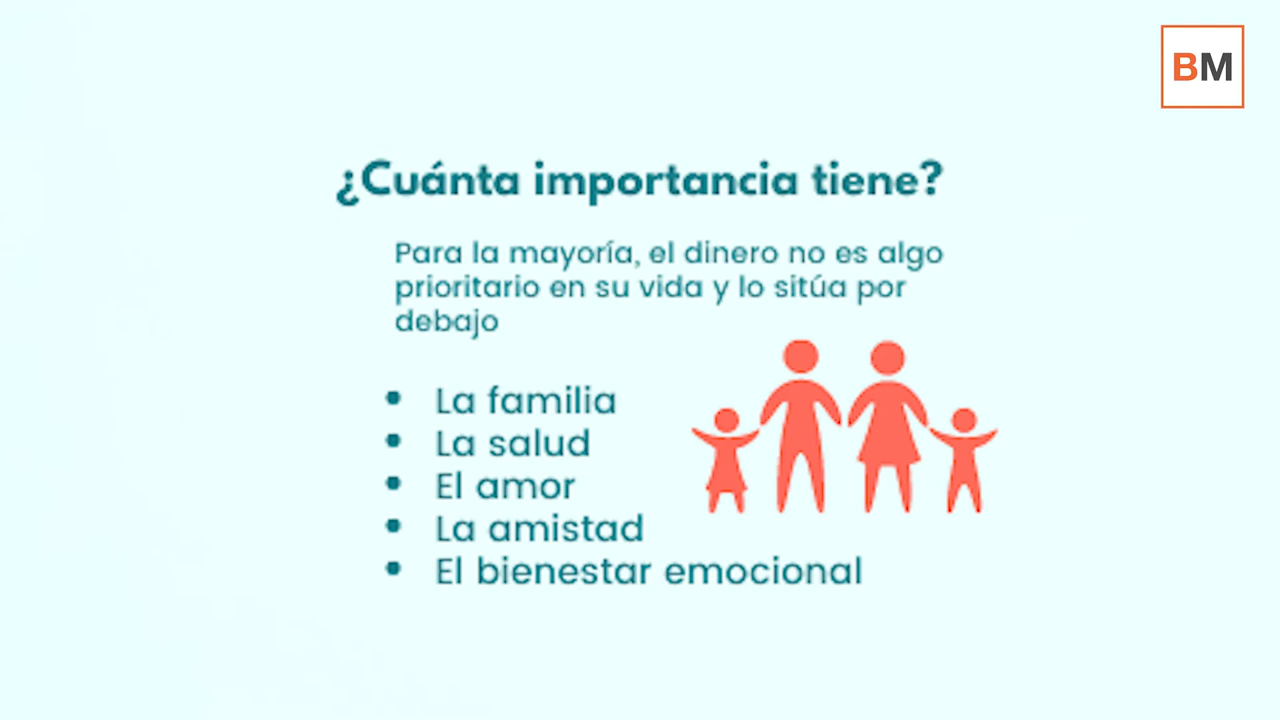 BM
¿Cuánta importancia tiene?
Para la mayoría, el dinero no es algo
prioritario en su vida y lo sitúa por
debajo
• La familia
• La salud
• El amor
• La amistad
• El bienestar emocional